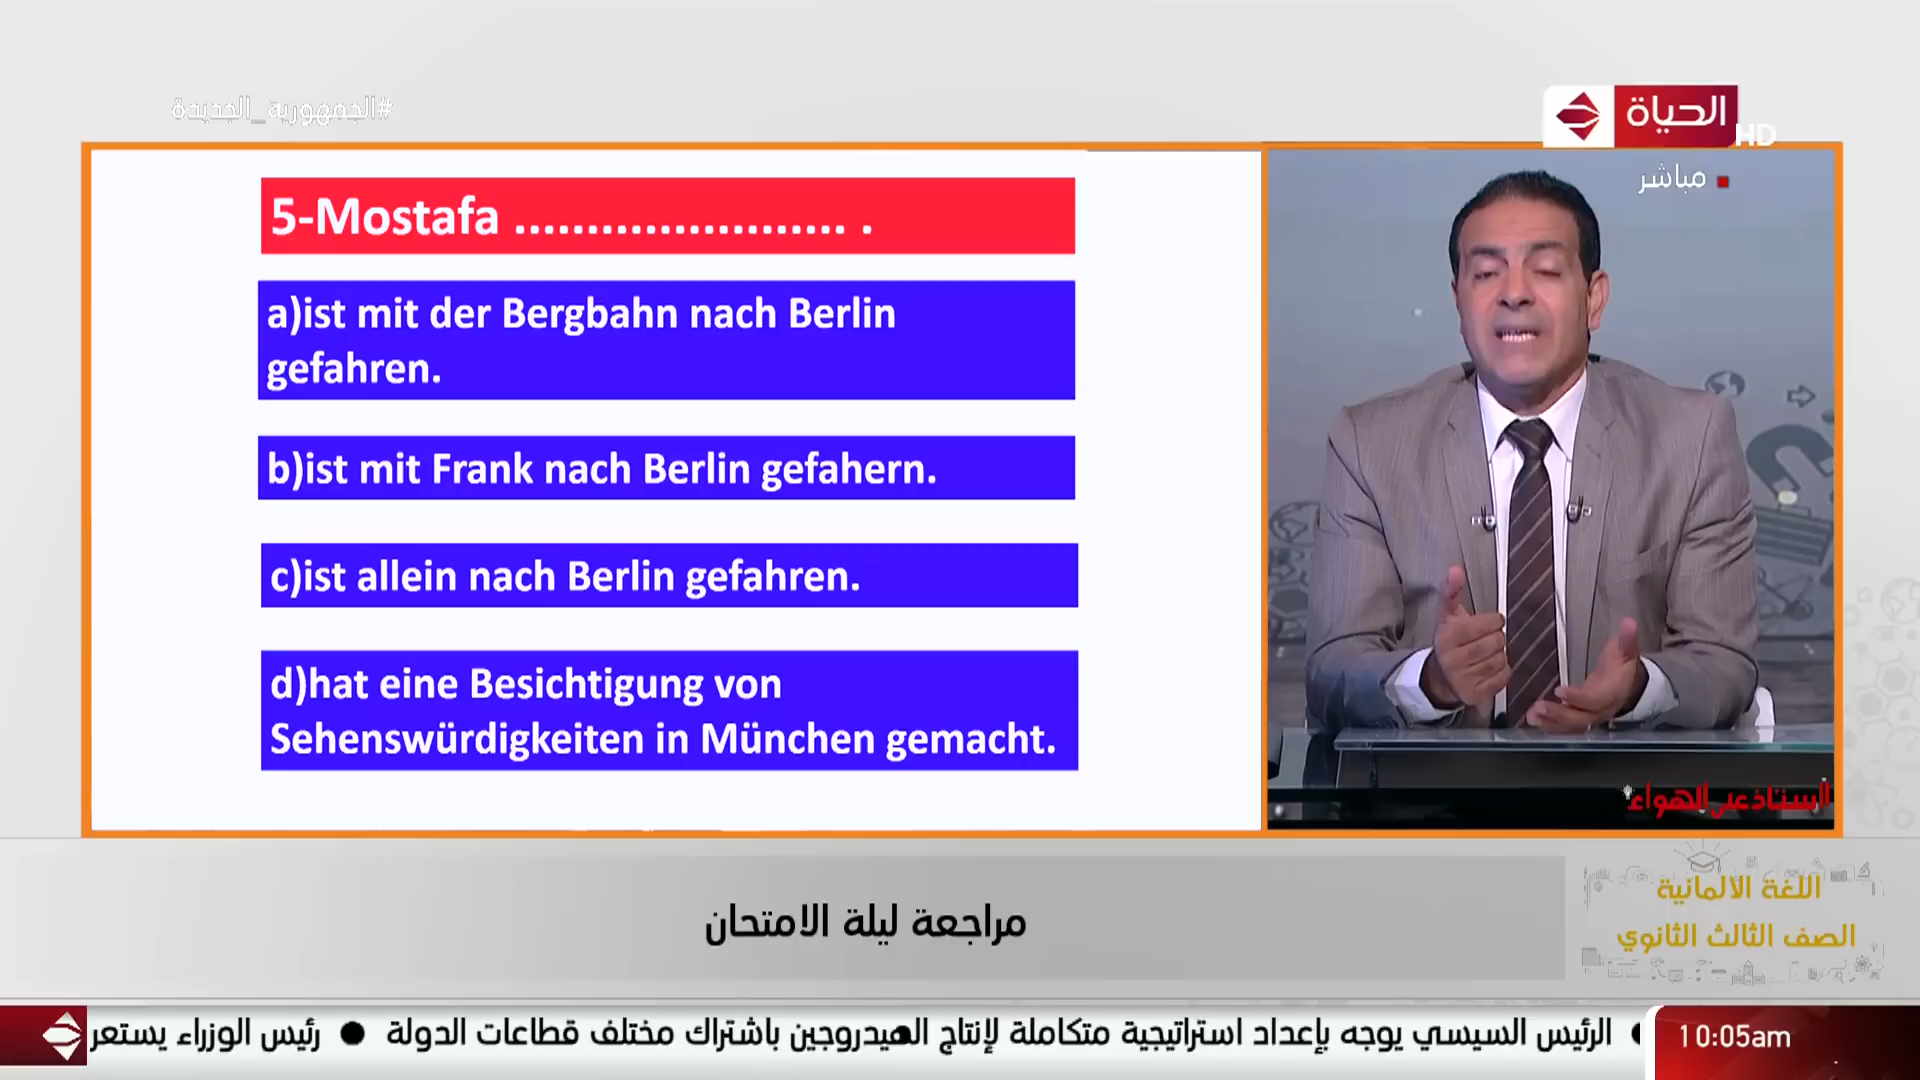 #الجمهورية_الجديدة
الحياة
HD
مباشر
5-Mostafa ....................... .
a)ist mit der Bergbahn nach Berlin
gefahren.
b)ist mit Frank nach Berlin gefahern.
c)ist allein nach Berlin gefahren.
d)hat eine Besichtigung von
Sehenswürdigkeiten in München gemacht.
أستاذ على الهواء
مراجعة ليلة الامتحان
اللغة الالمانية
الصف الثالث الثانوي
الرئيس السيسي يوجه بإعداد استراتيجية متكاملة لإنتاج الهيدروجين باشتراك مختلف قطاعات الدولة ● رئيس الوزراء يستعر
10:05am